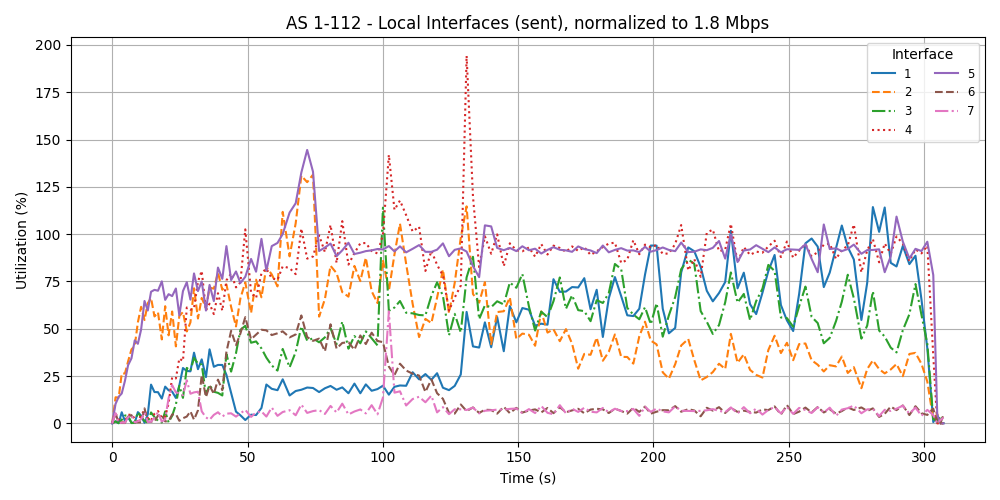 AS 1-112 - Local Interfaces (sent), normalized to 1.8 Mbps
Utilization (%)
200
175
150
125
100
75
50
25
0
0 50 100 150 200 250 300
Time (s)
Interface
1 5
2 6
3 7
4